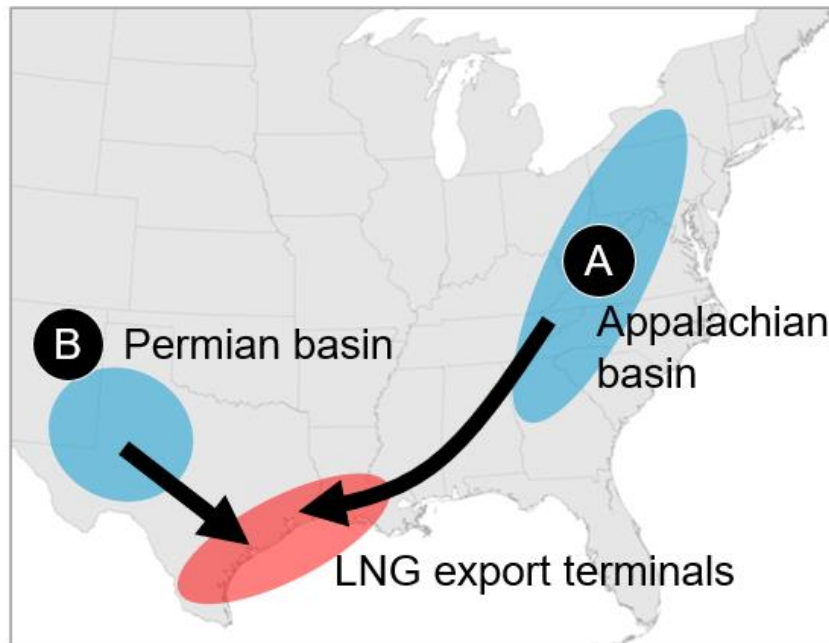 A
Appalachian
basin
B
Permian basin
LNG export terminals